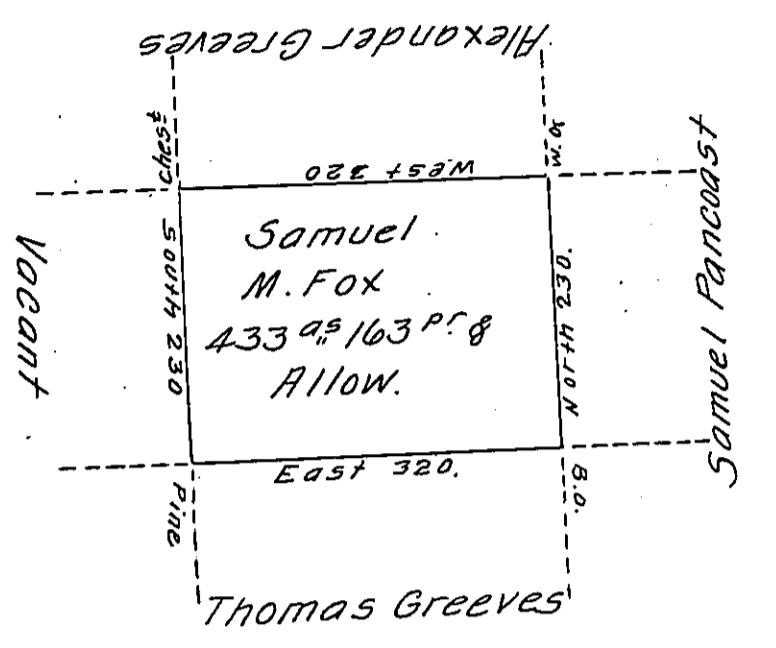 Alexander Greeves
Chest
W.O.
West 320
Vacant
South 230
Samuel
M. Fox
433 as 163 pr. &
Allow.
North 230.
Samuel Pancoast
East 320.
Pine
B.O.
Thomas Greeves